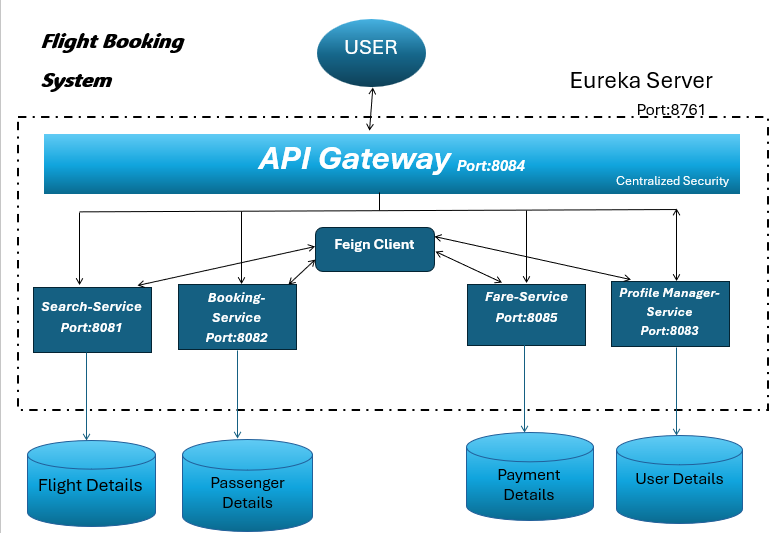 Flight Booking
System
USER
Eureka Server
Port:8761
API Gateway Port:8084
Centralized Security
Feign Client
Search-Service
Port:8081
Booking-
Service
Port:8082
Fare-Service
Port:8085
Profile Manager-
Service
Port:8083
Flight Details
Passenger
Details
Payment
Details
User Details